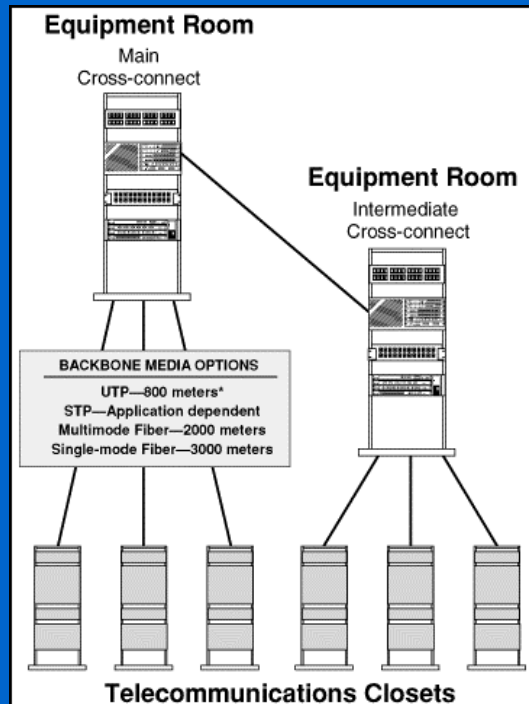 Equipment Room
Main
Cross-connect
Equipment Room
Intermediate
Cross-connect
BACKBONE MEDIA OPTIONS
UTP—800 meters*
STP—Application dependent
Multimode Fiber—2000 meters
Single-mode Fiber—3000 meters
Telecommunications Closets